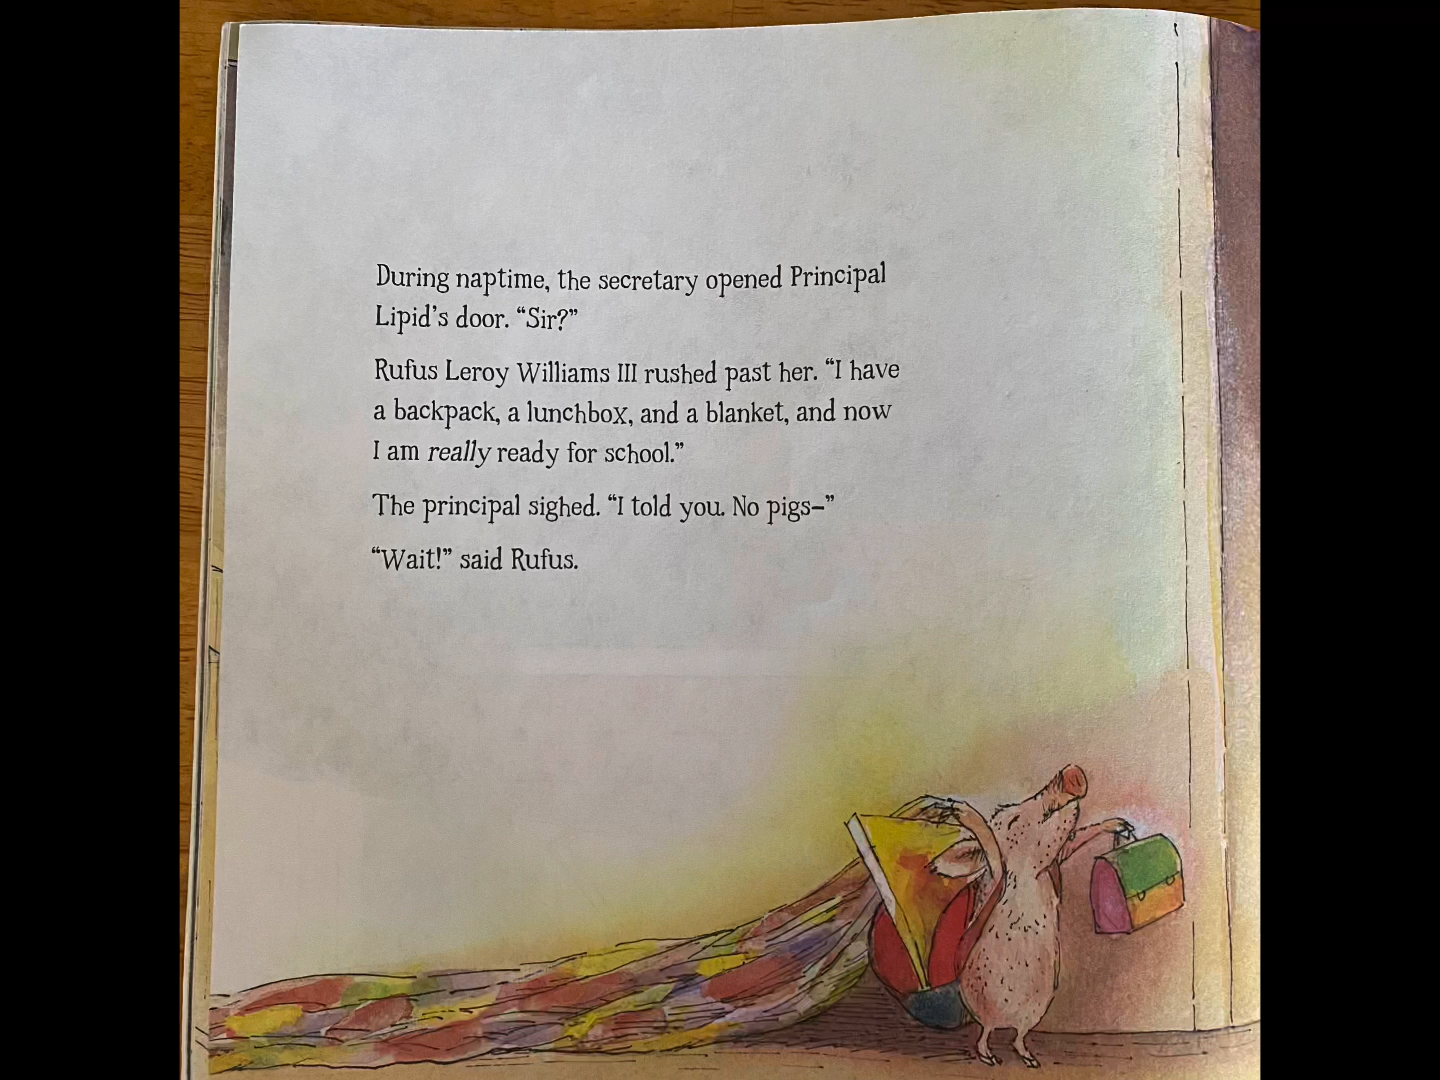 During naptime, the secretary opened Principal
Lipid's door. “Sir?”
Rufus Leroy Williams III rushed past her. “I have
a backpack, a lunchbox, and a blanket, and now
I am really ready for school.”
The principal sighed. “I told you. No pigs–”
“Wait!” said Rufus.